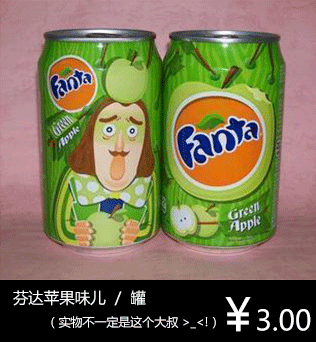 Fanta
Green
Apple
Fanta
Green
Apple
芬达苹果味儿 / 罐
( 实物不一定是这个大叔 >_<! )
¥3.00